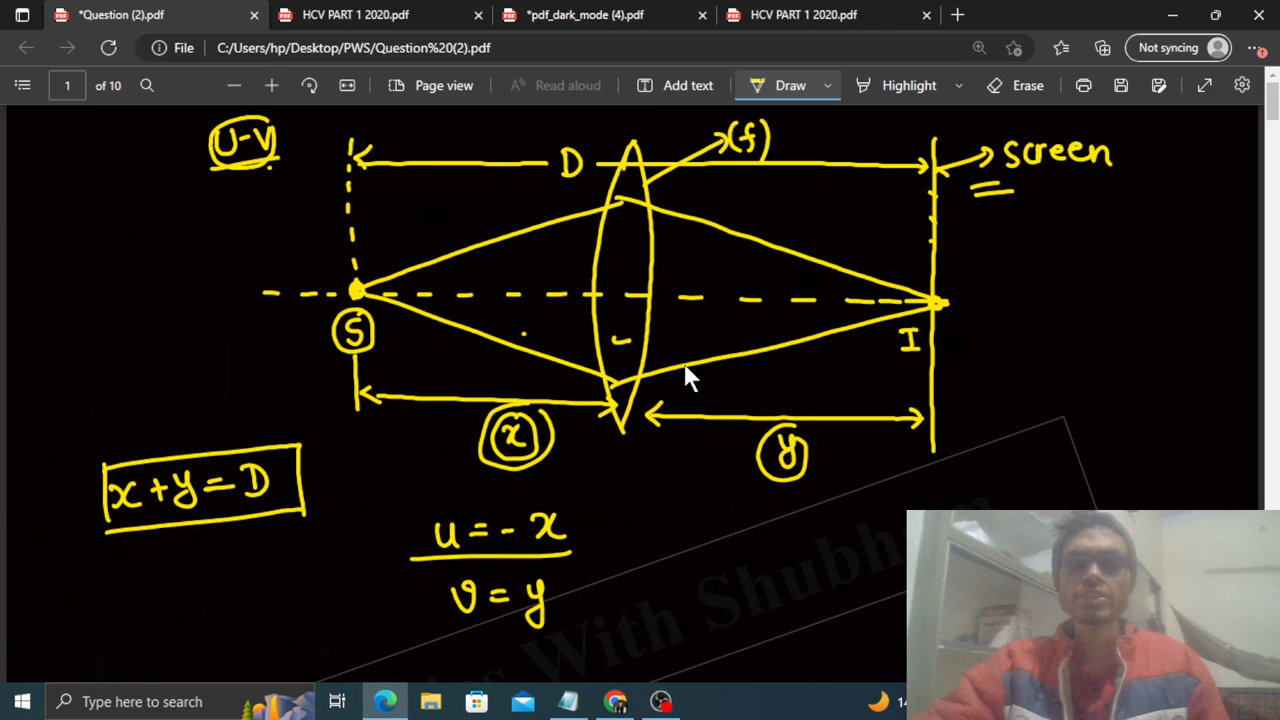 *Question (2).pdf
HCV PART 1 2020.pdf
*pdf_dark_mode (4).pdf
HCV PART 1 2020.pdf
File C:/Users/hp/Desktop/PWS/Question%20(2).pdf
Not syncing
1 of 10
Page view
Read aloud
Add text
Draw
Highlight
Erase
U-V
D
(f)
screen
S
I
x
y
x+y=D
u=-x
v=y
With Shubh
Type here to search